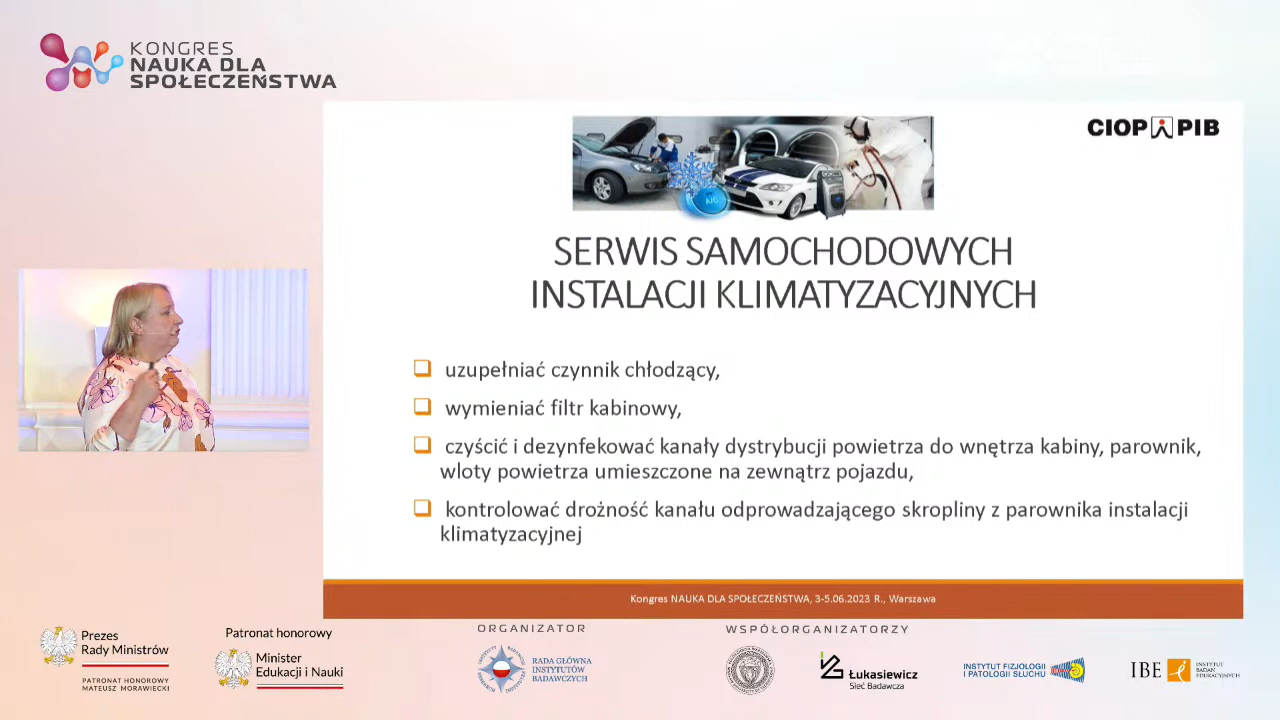 KONGRES
NAUKA DLA
SPOŁECZEŃSTWA
CIOP PIB
A/C
SERWIS SAMOCHODOWYCH
INSTALACJI KLIMATYZACYJNYCH
uzupełniać czynnik chłodzący,
wymieniać filtr kabinowy,
czyścić i dezynfekować kanały dystrybucji powietrza do wnętrza kabiny, parownik,
wloty powietrza umieszczone na zewnątrz pojazdu,
kontrolować drożność kanału odprowadzającego skropliny z parownika instalacji
klimatyzacyjnej
Kongres NAUKA DLA SPOŁECZEŃSTWA, 3-5.06.2023 R., Warszawa
Prezes
Rady Ministrów
PATRONAT HONOROWY
MATEUSZ MORAWIECKI
Patronat honorowy
Minister
Edukacji i Nauki
ORGANIZATOR
RADA GŁÓWNA
INSTYTUTÓW
BADAWCZYCH
WSPÓŁORGANIZATORZY
Łukasiewicz
Sieć Badawcza
INSTYTUT FIZJOLOGII
I PATOLOGII SŁUCHU
IBE
INSTYTUT
BADAŃ
EDUKACYJNYCH